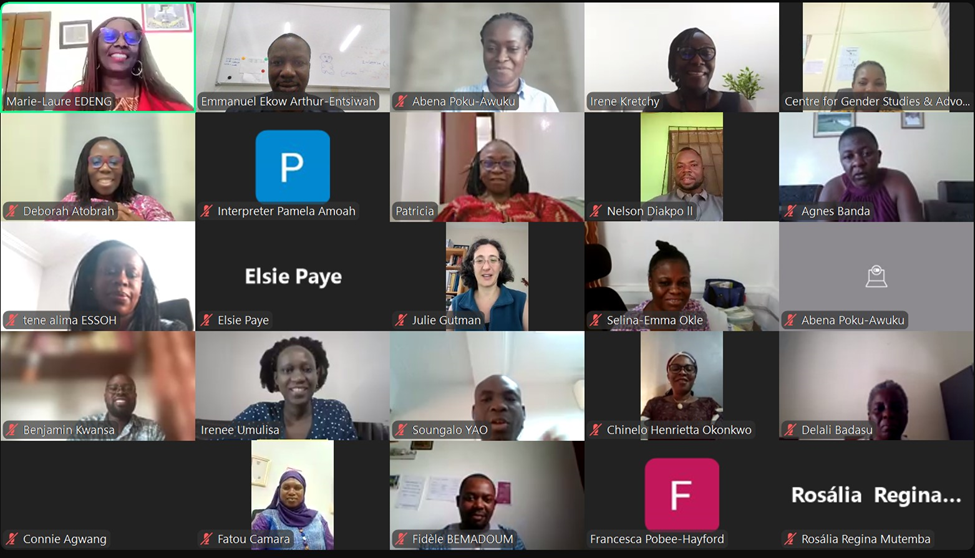 Marie-Laure EDENG
Emmanuel Ekow Arthur-Entsiwah
Abena Poku-Awuku
Irene Kretchy
Centre for Gender Studies & Advo...
Deborah Atobrah
P
Interpreter Pamela Amoah
Patricia
Nelson Diakpo II
Agnes Banda
tene alima ESSOH
Elsie Paye
Elsie Paye
Julie Gutman
Selina-Emma Okle
Abena Poku-Awuku
Benjamin Kwansa
Irenee Umulisa
Soungalo YAO
Chinelo Henrietta Okonkwo
Delali Badasu
Connie Agwang
Fatou Camara
Fidèle BEMADOUM
F
Francesca Pobee-Hayford
Rosália Regina...
Rosália Regina Mutemba